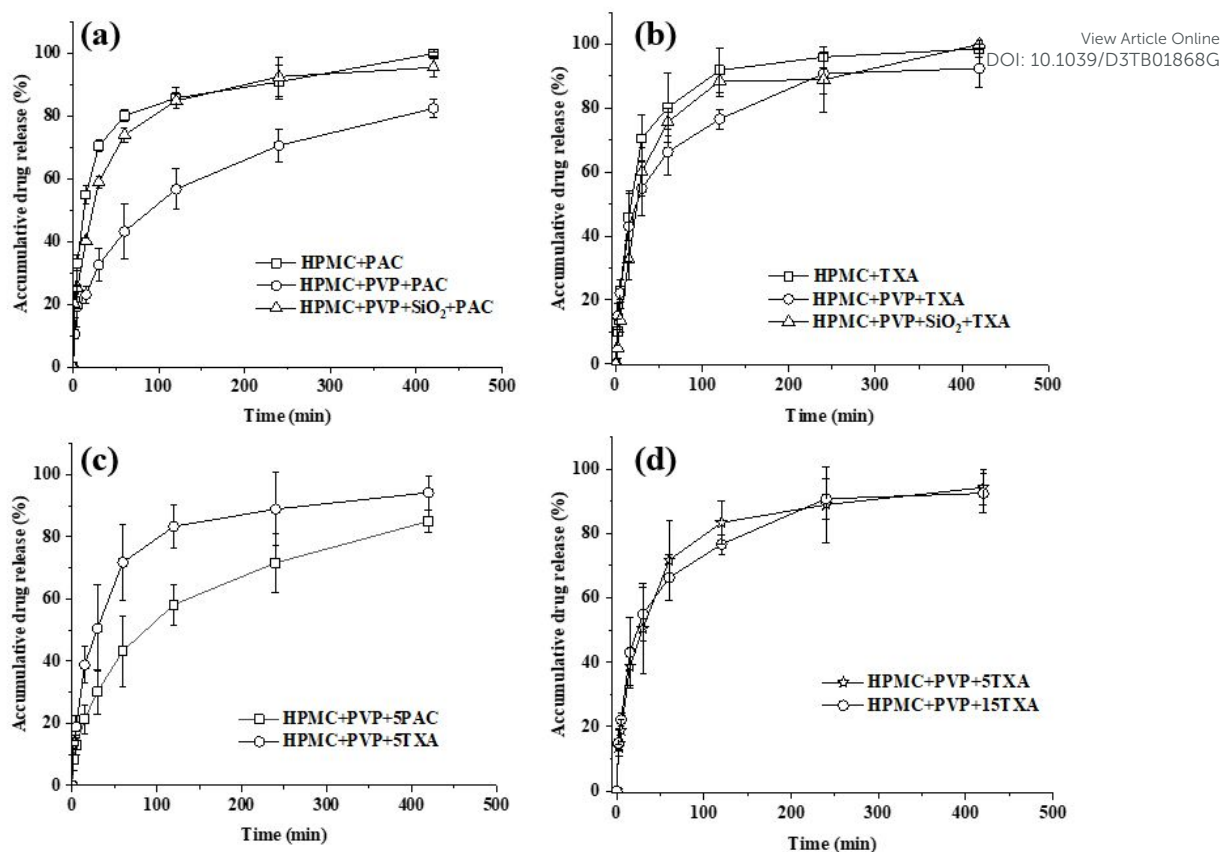 View Article Online
DOI: 10.1039/D3TB01868G
(a)
Accumulative drug release (%)
100
80
60
40
20
0
HPMC+PAC
HPMC+PVP+PAC
HPMC+PVP+SiO₂+PAC
0 100 200 300 400 500
Time (min)
(b)
Accumulative drug release (%)
100
80
60
40
20
0
HPMC+TXA
HPMC+PVP+TXA
HPMC+PVP+SiO₂+TXA
0 100 200 300 400 500
Time (min)
(c)
Accumulative drug release (%)
100
80
60
40
20
0
HPMC+PVP+5PAC
HPMC+PVP+5TXA
0 100 200 300 400 500
Time (min)
(d)
Accumulative drug release (%)
100
80
60
40
20
0
HPMC+PVP+5TXA
HPMC+PVP+15TXA
0 100 200 300 400 500
Time (min)